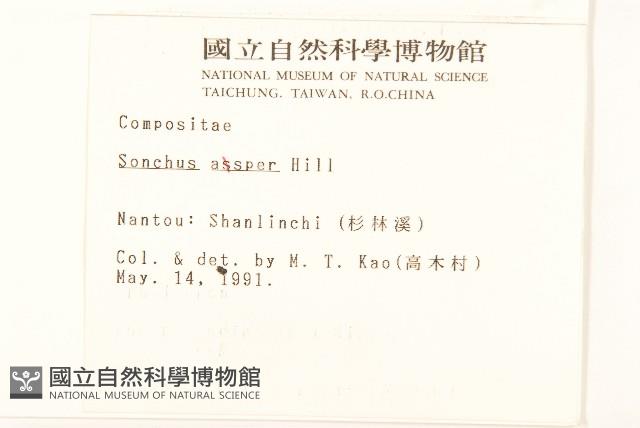 國立自然科學博物館
NATIONAL MUSEUM OF NATURAL SCIENCE
TAICHUNG. TAIWAN, R.O.CHINA
Compositae
Sonchus assper Hill
Nantou: Shanlinchi (杉林溪)
Col. & det. by M. T. Kao(高木村)
May. 14, 1991.
國立自然科學博物館
NATIONAL MUSEUM OF NATURAL SCIENCE